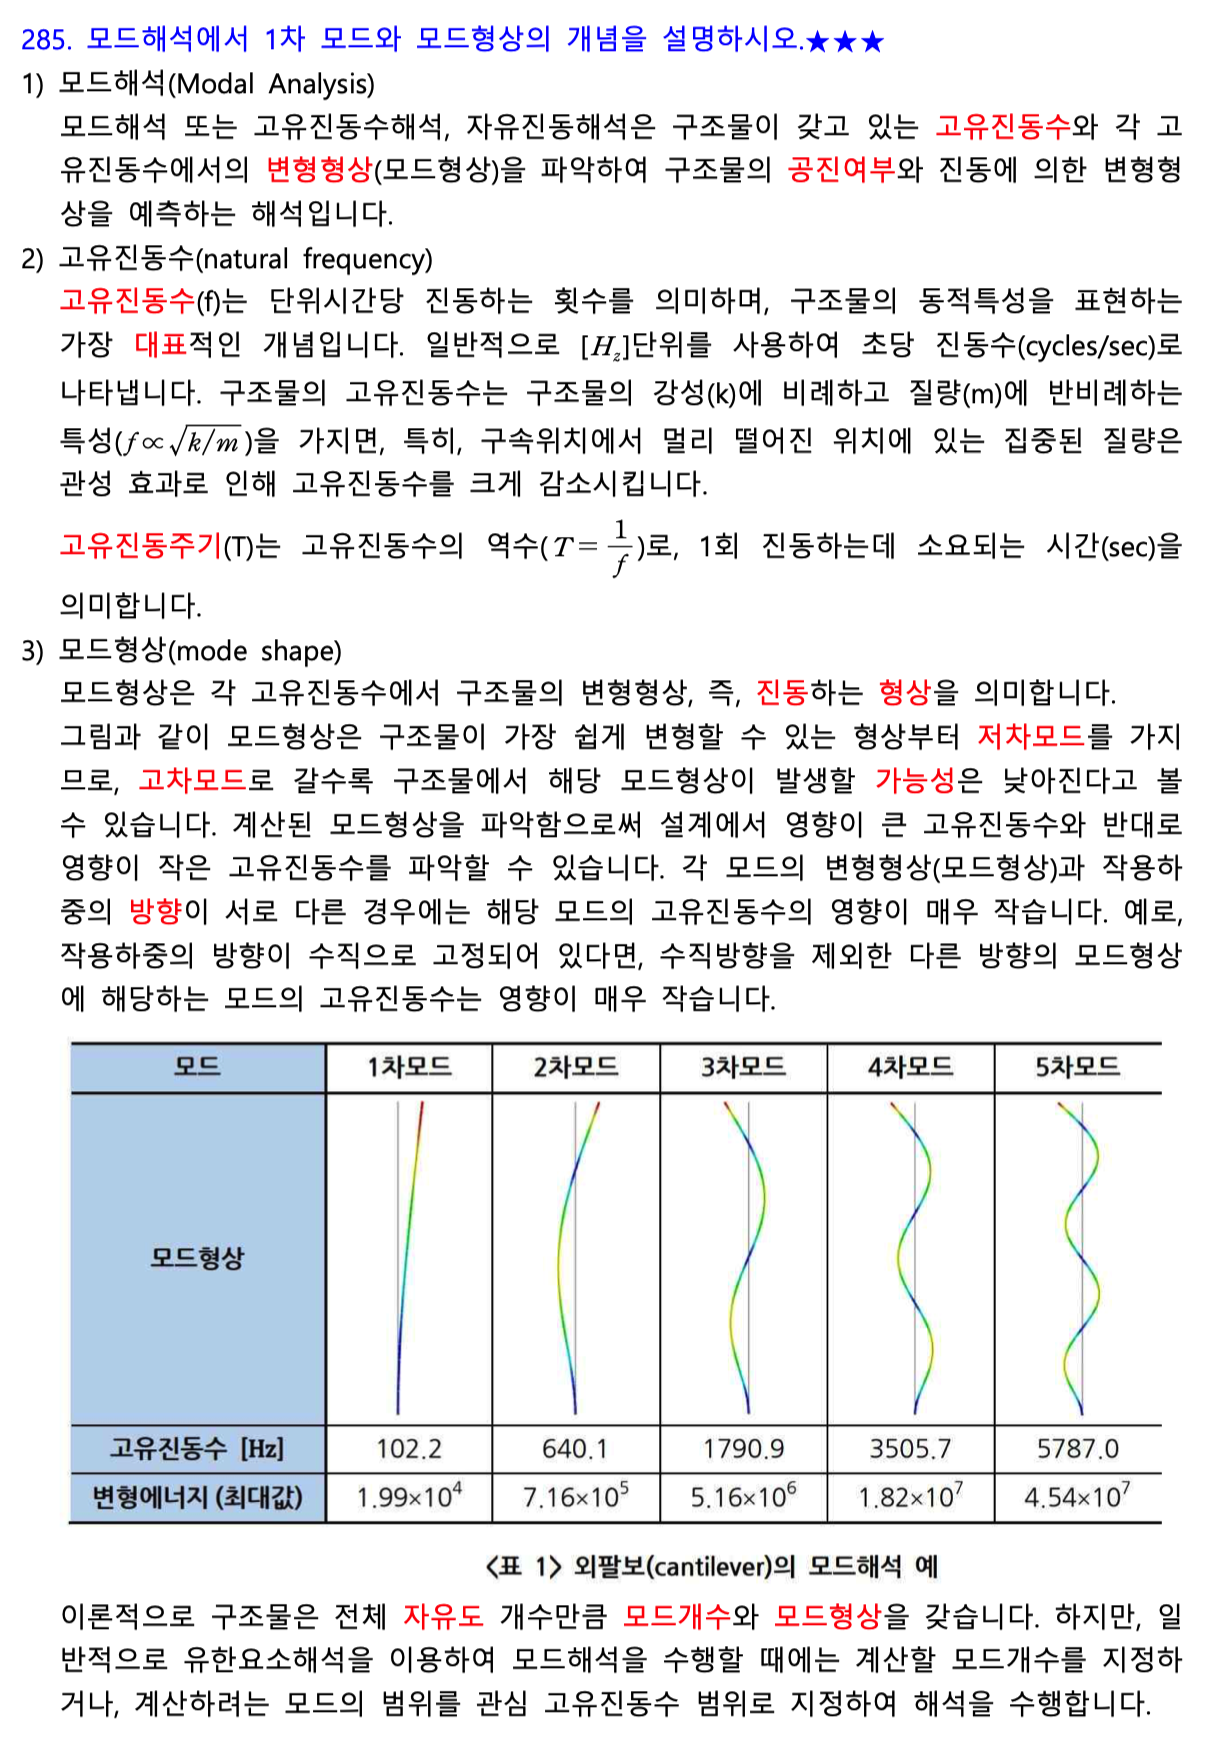 285. 모드해석에서 1차 모드와 모드형상의 개념을 설명하시오.★★★
1) 모드해석(Modal Analysis)
모드해석 또는 고유진동수해석, 자유진동해석은 구조물이 갖고 있는 고유진동수와 각 고
유진동수에서의 변형형상(모드형상)을 파악하여 구조물의 공진여부와 진동에 의한 변형형
상을 예측하는 해석입니다.
2) 고유진동수(natural frequency)
고유진동수(f)는 단위시간당 진동하는 횟수를 의미하며, 구조물의 동적특성을 표현하는
가장 대표적인 개념입니다. 일반적으로 [H_z]단위를 사용하여 초당 진동수(cycles/sec)로
나타냅니다. 구조물의 고유진동수는 구조물의 강성(k)에 비례하고 질량(m)에 반비례하는
특성(f∝√k/m)을 가지면, 특히, 구속위치에서 멀리 떨어진 위치에 있는 집중된 질량은
관성 효과로 인해 고유진동수를 크게 감소시킵니다.
고유진동주기(T)는 고유진동수의 역수(T=1/f)로, 1회 진동하는데 소요되는 시간(sec)을
의미합니다.
3) 모드형상(mode shape)
모드형상은 각 고유진동수에서 구조물의 변형형상, 즉, 진동하는 형상을 의미합니다.
그림과 같이 모드형상은 구조물이 가장 쉽게 변형할 수 있는 형상부터 저차모드를 가지
므로, 고차모드로 갈수록 구조물에서 해당 모드형상이 발생할 가능성은 낮아진다고 볼
수 있습니다. 계산된 모드형상을 파악함으로써 설계에서 영향이 큰 고유진동수와 반대로
영향이 작은 고유진동수를 파악할 수 있습니다. 각 모드의 변형형상(모드형상)과 작용하
중의 방향이 서로 다른 경우에는 해당 모드의 고유진동수의 영향이 매우 작습니다. 예로,
작용하중의 방향이 수직으로 고정되어 있다면, 수직방향을 제외한 다른 방향의 모드형상
에 해당하는 모드의 고유진동수는 영향이 매우 작습니다.
모드 1차모드 2차모드 3차모드 4차모드 5차모드
모드형상
고유진동수 [Hz] 102.2 640.1 1790.9 3505.7 5787.0
변형에너지 (최대값) 1.99×10⁴ 7.16×10⁵ 5.16×10⁶ 1.82×10⁷ 4.54×10⁷
〈표 1〉 외팔보(cantilever)의 모드해석 예
이론적으로 구조물은 전체 자유도 개수만큼 모드개수와 모드형상을 갖습니다. 하지만, 일
반적으로 유한요소해석을 이용하여 모드해석을 수행할 때에는 계산할 모드개수를 지정하
거나, 계산하려는 모드의 범위를 관심 고유진동수 범위로 지정하여 해석을 수행합니다.